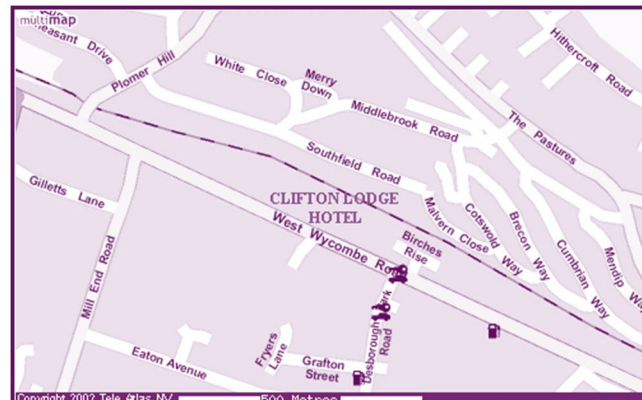 multimap
Pleasant Drive
Plomer Hill
White Close
Merry
Down
Middlebrook Road
Hithercroft Road
The Pastures
Southfield Road
Gilletts Lane
CLIFTON LODGE
HOTEL
West Wycombe Road
Birches
Rise
Malvern Close
Cotswold Way
Brecon Way
Cumbrian Way
Mendip Wa
Mill End Road
Desborough
Road
Eaton Avenue
Fryers
Lane
Grafton
Street
Copyright 2002 Tele Atlas NV
500 Metres